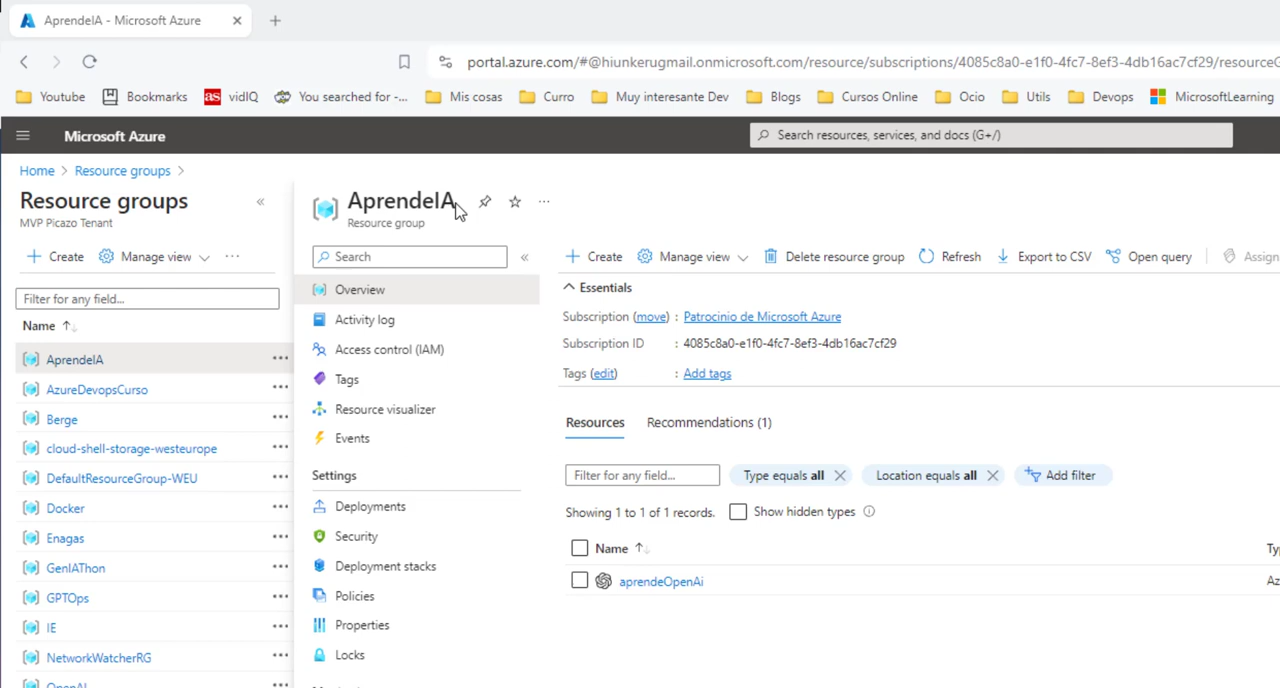 AprendeIA - Microsoft Azure
portal.azure.com/#@hiunkerugmail.onmicrosoft.com/resource/subscriptions/4085c8a0-e1f0-4fc7-8ef3-4db16ac7cf29/resourceG
Youtube Bookmarks as vidIQ You searched for -... Mis cosas Curro Muy interesante Dev Blogs Cursos Online Ocio Utils Devops MicrosoftLearning
Microsoft Azure
Search resources, services, and docs (G+/)
Home > Resource groups >
Resource groups
MVP Picazo Tenant
Create Manage view ...
Filter for any field...
Name
AprendeIA
AzureDevopsCurso
Berge
cloud-shell-storage-westeurope
DefaultResourceGroup-WEU
Docker
Enagas
GenIAThon
GPTOps
IE
NetworkWatcherRG
OpenAI
AprendeIA
Resource group
Search
Overview
Activity log
Access control (IAM)
Tags
Resource visualizer
Events
Settings
Deployments
Security
Deployment stacks
Policies
Properties
Locks
Create Manage view Delete resource group Refresh Export to CSV Open query Assign
Essentials
Subscription (move) : Patrocinio de Microsoft Azure
Subscription ID : 4085c8a0-e1f0-4fc7-8ef3-4db16ac7cf29
Tags (edit) : Add tags
Resources Recommendations (1)
Filter for any field... Type equals all Location equals all Add filter
Showing 1 to 1 of 1 records. Show hidden types
Name Ty
aprendeOpenAi Az